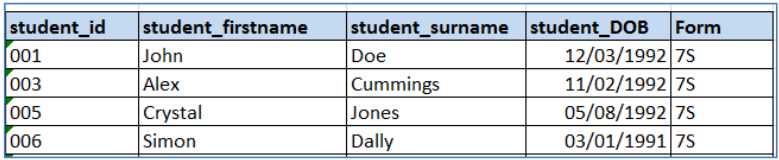 student_id student_firstname student_surname student_DOB Form
001 John Doe 12/03/1992 7S
003 Alex Cummings 11/02/1992 7S
005 Crystal Jones 05/08/1992 7S
006 Simon Dally 03/01/1991 7S